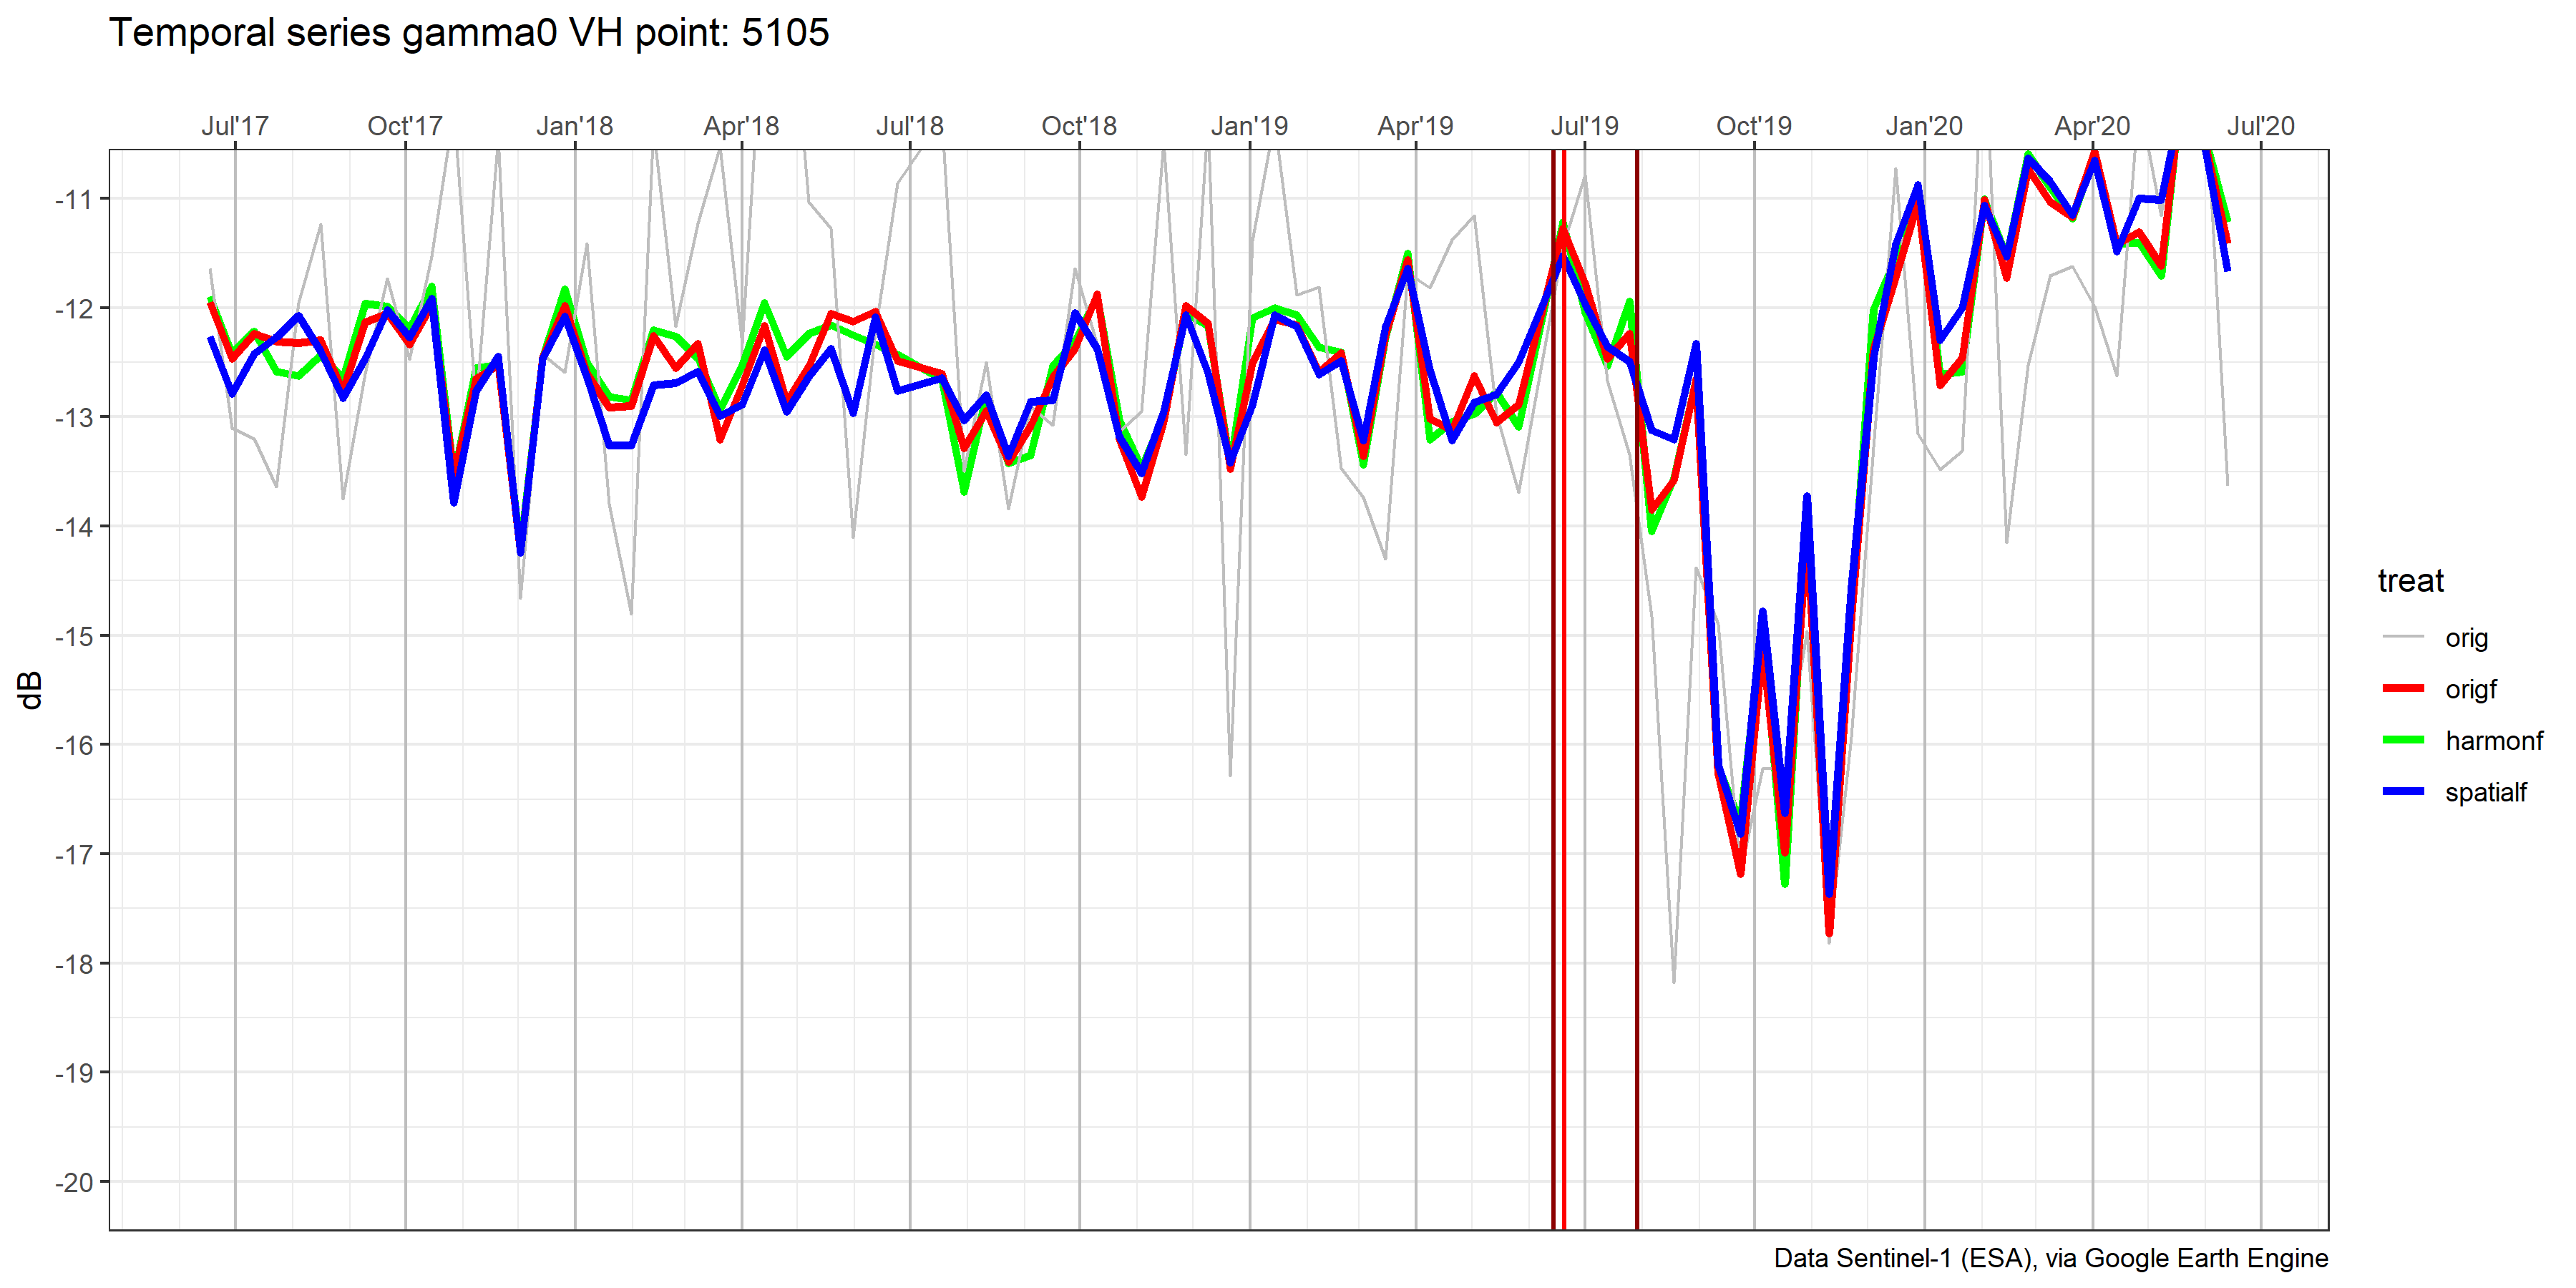 Temporal series gamma0 VH point: 5105
Jul'17 Oct'17 Jan'18 Apr'18 Jul'18 Oct'18 Jan'19 Apr'19 Jul'19 Oct'19 Jan'20 Apr'20 Jul'20
-11
-12
-13
-14
-15
-16
-17
-18
-19
-20
dB
treat
orig
origf
harmonf
spatialf
Data Sentinel-1 (ESA), via Google Earth Engine